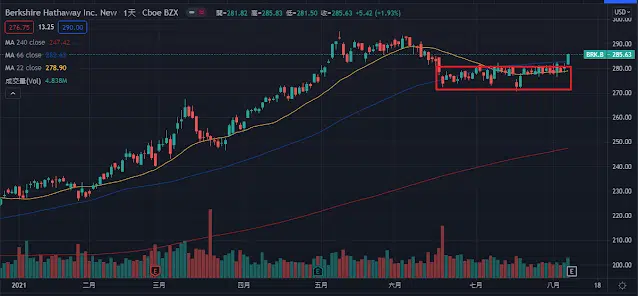 Berkshire Hathaway Inc. New · 1天 · Cboe BZX 開=281.82 高=285.83 低=281.50 收=285.63 +5.42 (+1.93%) USD
276.75 13.25 290.00
MA 240 close 247.42
MA 66 close
MA 22 close 278.90
成交量(Vol) 4.838M
300.00
290.00
BRK.B 285.63
280.00
270.00
260.00
250.00
240.00
230.00
220.00
210.00
200.00
E E E
2021 二月 三月 四月 五月 六月 七月 八月 18